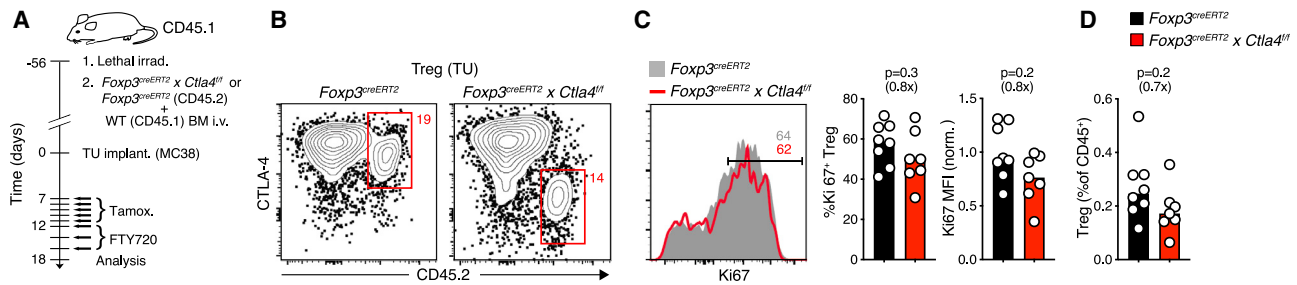 A
CD45.1
-56
1. Lethal irrad.
2. Foxp3creERT2 x Ctla4f/f or
Foxp3creERT2 (CD45.2)
+
WT (CD45.1) BM i.v.
Time (days)
0
TU implant. (MC38)
7
Tamox.
12
FTY720
18
Analysis
B
Treg (TU)
Foxp3creERT2
Foxp3creERT2 x Ctla4f/f
19
14
CTLA-4
CD45.2
C
Foxp3creERT2
Foxp3creERT2 x Ctla4f/f
64
62
Ki67
p=0.3
(0.8x)
%Ki 67+ Treg
100
80
60
40
20
0
p=0.2
(0.8x)
Ki67 MFI (norm.)
1.5
1.0
0.5
0.0
D
Foxp3creERT2
Foxp3creERT2 x Ctla4f/f
p=0.2
(0.7x)
Treg (%of CD45+)
0.6
0.4
0.2
0.0